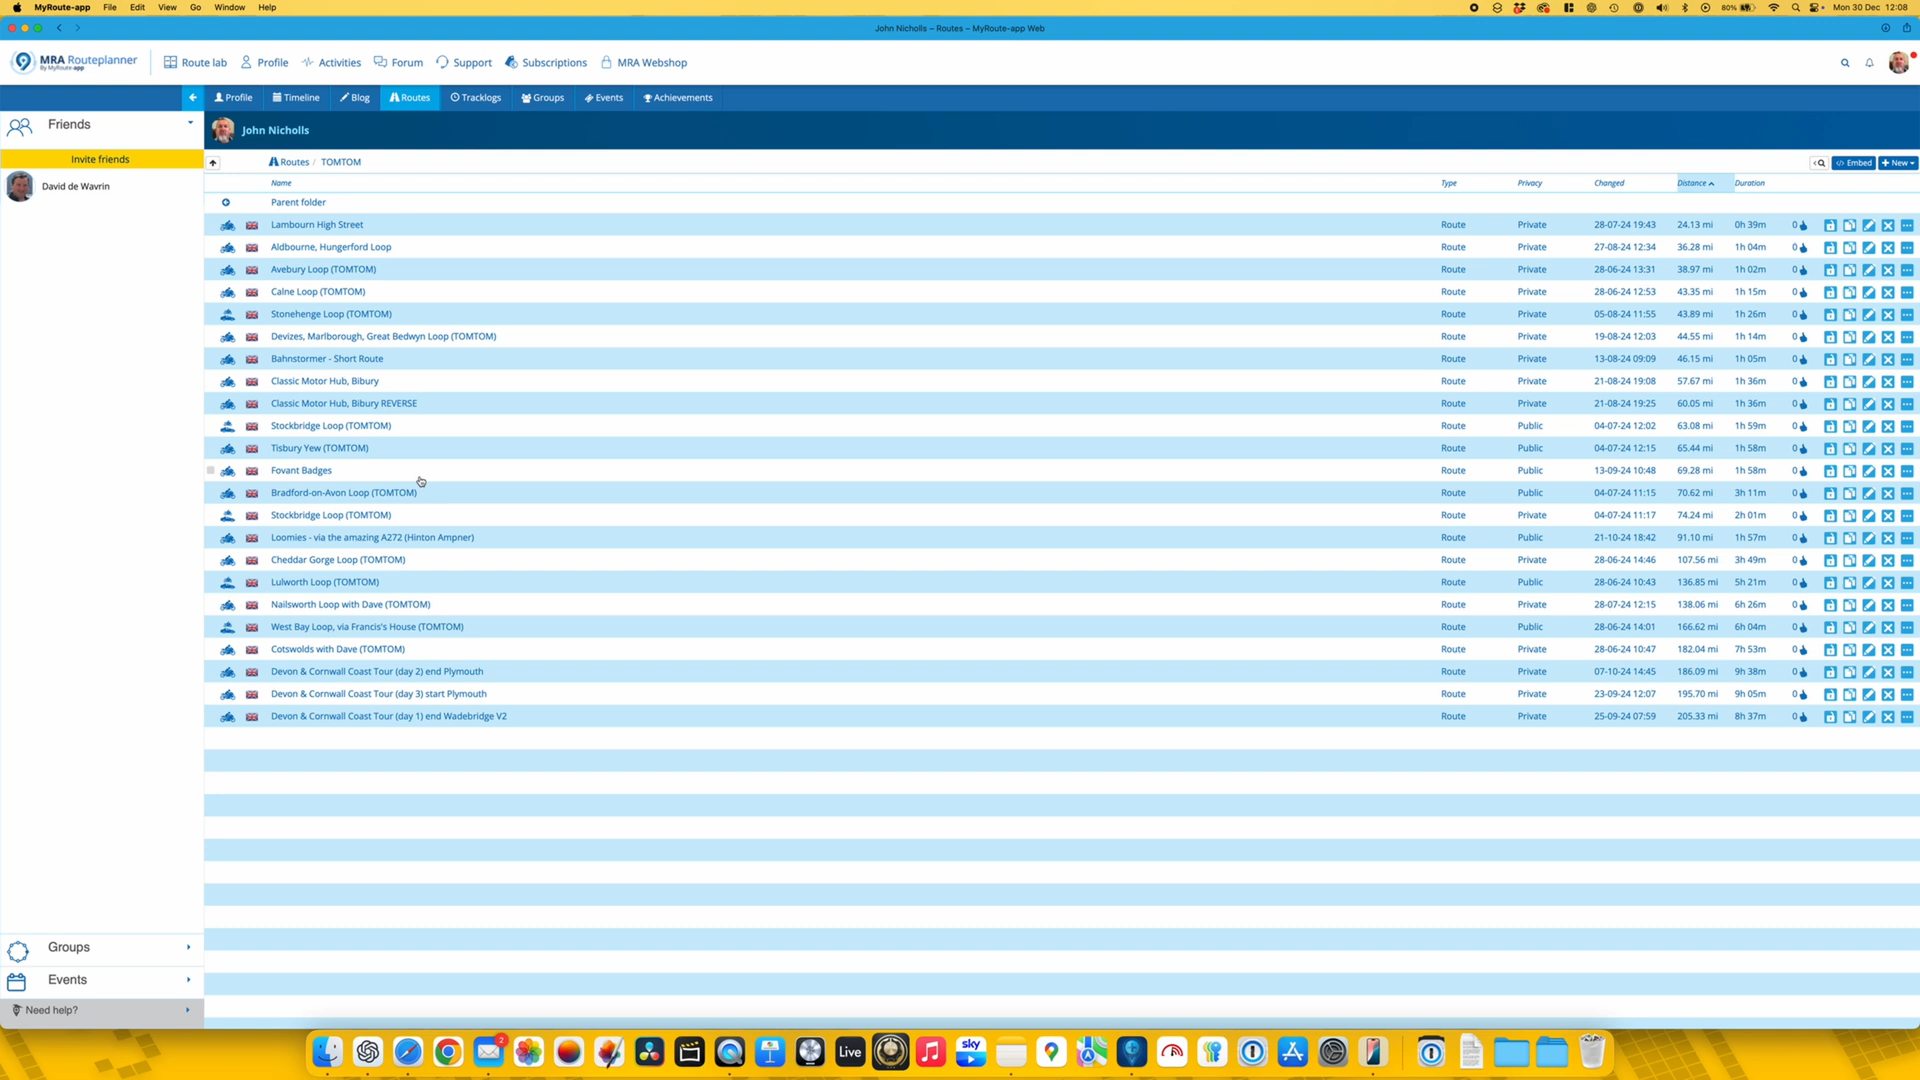 MyRoute-app File Edit View Go Window Help 80% Mon 30 Dec 12:08
John Nicholls – Routes – MyRoute-app Web
MRA Routeplanner
By MyRoute-app
Route lab Profile Activities Forum Support Subscriptions MRA Webshop
Profile Timeline Blog Routes Tracklogs Groups Events Achievements
Friends
John Nicholls
Invite friends
Routes / TOMTOM Embed New
David de Wavrin
Name Type Privacy Changed Distance Duration
Parent folder
Lambourn High Street Route Private 28-07-24 19:43 24.13 mi 0h 39m 0
Aldbourne, Hungerford Loop Route Private 27-08-24 12:34 36.28 mi 1h 04m 0
Avebury Loop (TOMTOM) Route Private 28-06-24 13:31 38.97 mi 1h 02m 0
Calne Loop (TOMTOM) Route Private 28-06-24 12:53 43.35 mi 1h 15m 0
Stonehenge Loop (TOMTOM) Route Private 05-08-24 11:55 43.89 mi 1h 26m 0
Devizes, Marlborough, Great Bedwyn Loop (TOMTOM) Route Private 19-08-24 12:03 44.55 mi 1h 14m 0
Bahnstormer - Short Route Route Private 13-08-24 09:09 46.15 mi 1h 05m 0
Classic Motor Hub, Bibury Route Private 21-08-24 19:08 57.67 mi 1h 36m 0
Classic Motor Hub, Bibury REVERSE Route Private 21-08-24 19:25 60.05 mi 1h 36m 0
Stockbridge Loop (TOMTOM) Route Public 04-07-24 12:02 63.08 mi 1h 59m 0
Tisbury Yew (TOMTOM) Route Public 04-07-24 12:15 65.44 mi 1h 58m 0
Fovant Badges Route Public 13-09-24 10:48 69.28 mi 1h 58m 0
Bradford-on-Avon Loop (TOMTOM) Route Public 04-07-24 11:15 70.62 mi 3h 11m 0
Stockbridge Loop (TOMTOM) Route Private 04-07-24 11:17 74.24 mi 2h 01m 0
Loomies - via the amazing A272 (Hinton Ampner) Route Public 21-10-24 18:42 91.10 mi 1h 57m 0
Cheddar Gorge Loop (TOMTOM) Route Private 28-06-24 14:46 107.56 mi 3h 49m 0
Lulworth Loop (TOMTOM) Route Public 28-06-24 10:43 136.85 mi 5h 21m 0
Nailsworth Loop with Dave (TOMTOM) Route Private 28-07-24 12:15 138.06 mi 6h 26m 0
West Bay Loop, via Francis's House (TOMTOM) Route Public 28-06-24 14:01 166.62 mi 6h 04m 0
Cotswolds with Dave (TOMTOM) Route Private 28-06-24 10:47 182.04 mi 7h 53m 0
Devon & Cornwall Coast Tour (day 2) end Plymouth Route Private 07-10-24 14:45 186.09 mi 9h 38m 0
Devon & Cornwall Coast Tour (day 3) start Plymouth Route Private 23-09-24 12:07 195.70 mi 9h 05m 0
Devon & Cornwall Coast Tour (day 1) end Wadebridge V2 Route Private 25-09-24 07:59 205.33 mi 8h 37m 0
Groups
Events
Need help?
2
Live
sky